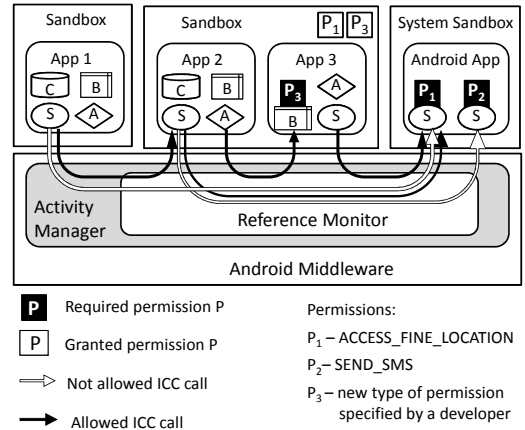 Sandbox Sandbox P1 P3 System Sandbox
App 1 App 2 App 3 Android App
C B C B P3 A P1 P2
S A S A B S S S
Activity
Manager
Reference Monitor
Android Middleware
P Required permission P
P Granted permission P
Not allowed ICC call
Allowed ICC call
Permissions:
P1 – ACCESS_FINE_LOCATION
P2– SEND_SMS
P3 – new type of permission
specified by a developer